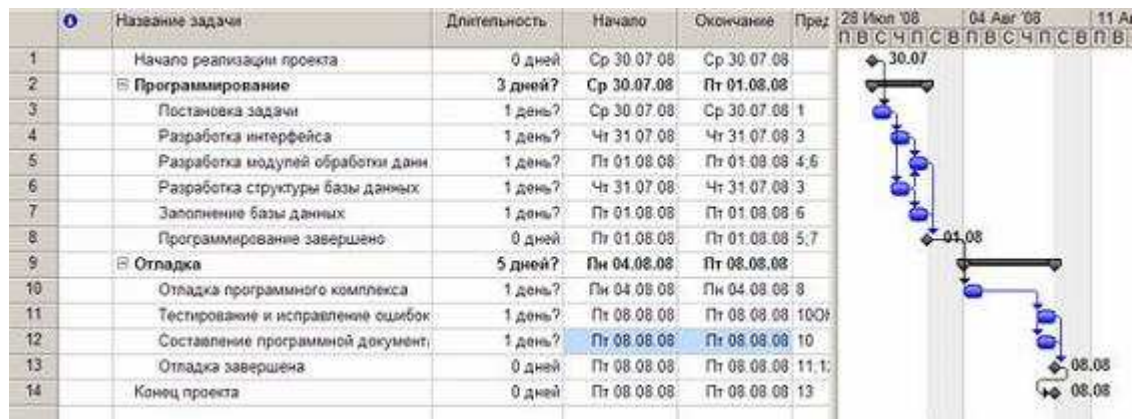 Название задачи Длительность Начало Окончание Пред 28 Июл '08 04 Авг '08 11 А
П В С Ч П С В П В С Ч П С В П В
1 Начало реализации проекта 0 дней Ср 30.07.08 Ср 30.07.08 30.07
2 Программирование 3 дней? Ср 30.07.08 Пт 01.08.08
3 Постановка задачи 1 день? Ср 30.07.08 Ср 30.07.08 1
4 Разработка интерфейса 1 день? Чт 31.07.08 Чт 31.07.08 3
5 Разработка модулей обработки данн 1 день? Пт 01.08.08 Пт 01.08.08 4;6
6 Разработка структуры базы данных 1 день? Чт 31.07.08 Чт 31.07.08 3
7 Заполнение базы данных 1 день? Пт 01.08.08 Пт 01.08.08 6
8 Программирование завершено 0 дней Пт 01.08.08 Пт 01.08.08 5;7 01.08
9 Отладка 5 дней? Пн 04.08.08 Пт 08.08.08
10 Отладка программного комплекса 1 день? Пн 04.08.08 Пн 04.08.08 8
11 Тестирование и исправление ошибок 1 день? Пт 08.08.08 Пт 08.08.08 10ОН
12 Составление программной документ 1 день? Пт 08.08.08 Пт 08.08.08 10
13 Отладка завершена 0 дней Пт 08.08.08 Пт 08.08.08 11;1 08.08
14 Конец проекта 0 дней Пт 08.08.08 Пт 08.08.08 13 08.08